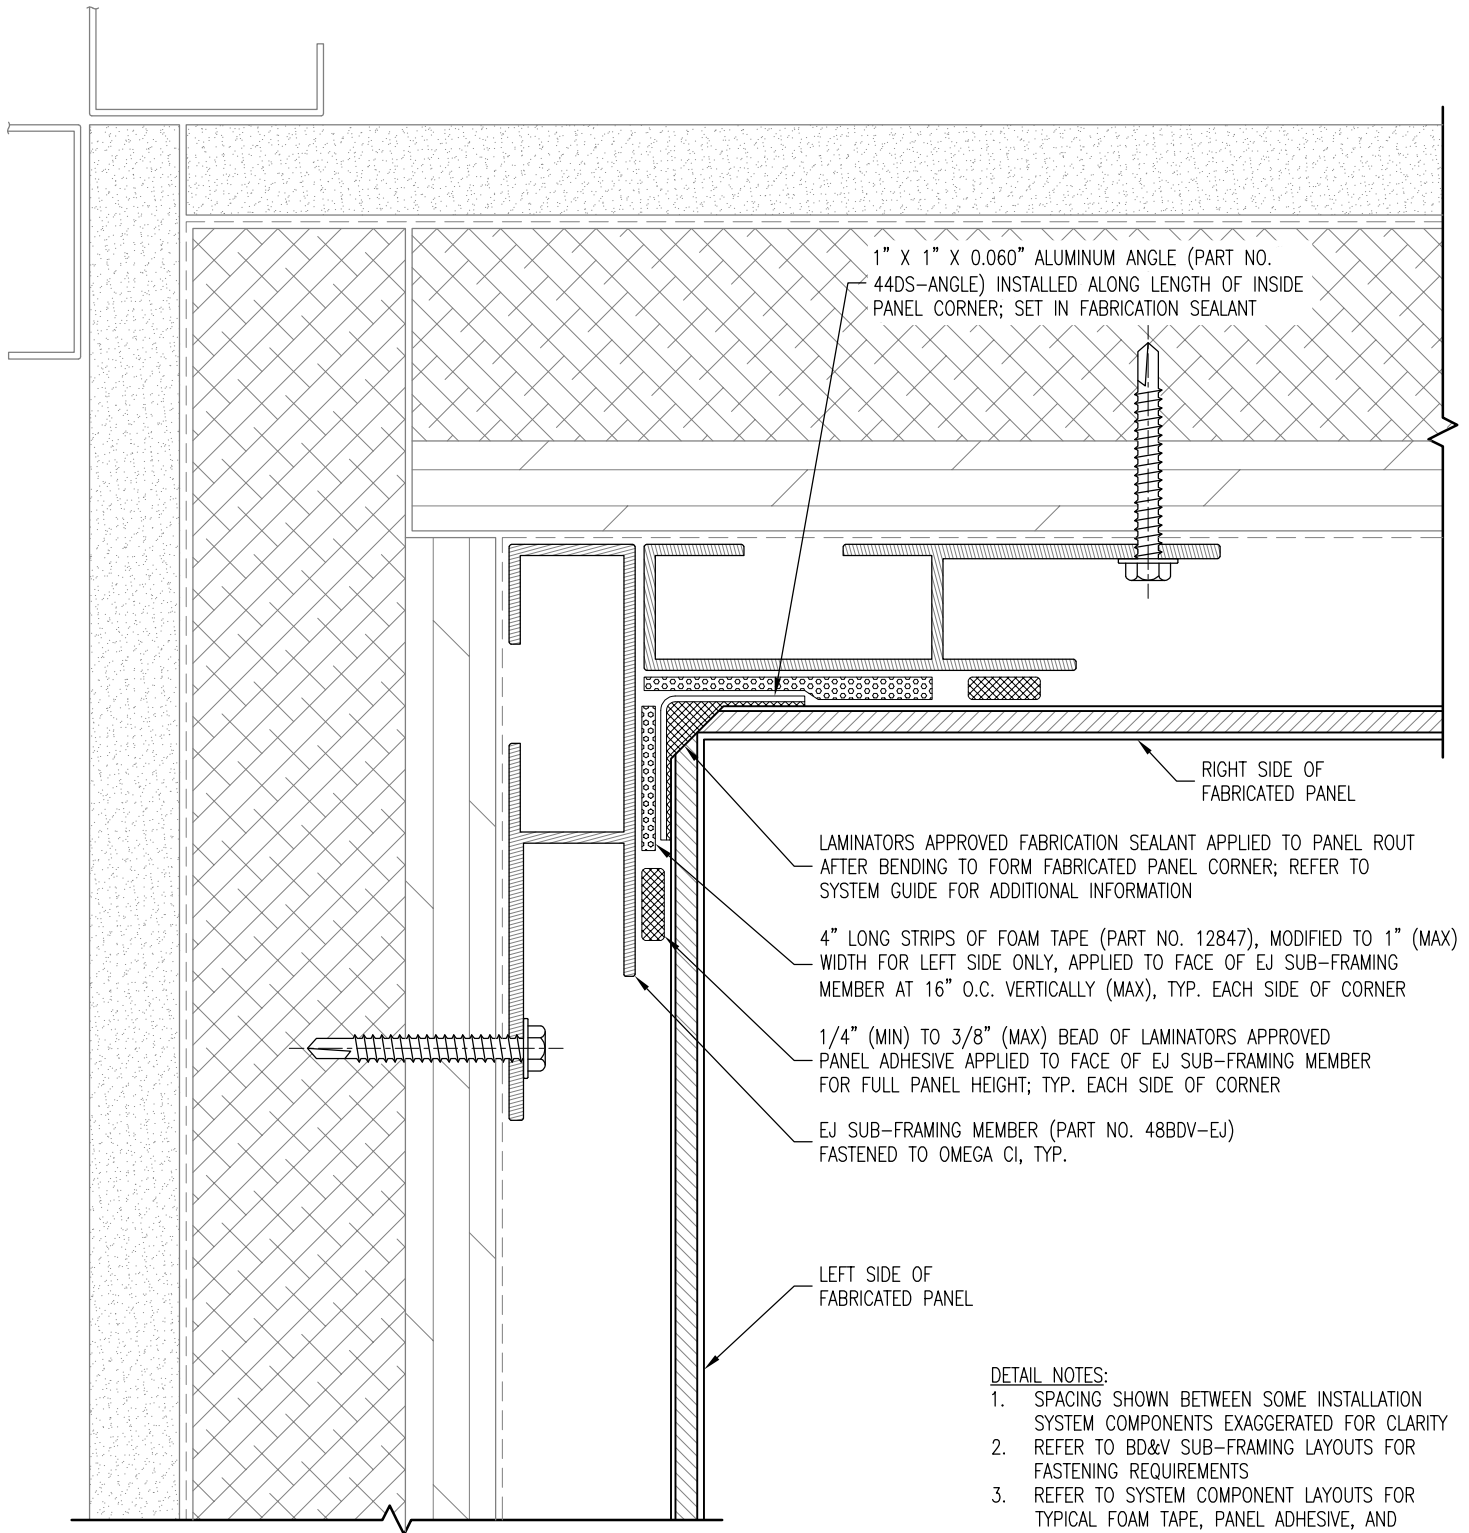 1” X 1” X 0.060” ALUMINUM ANGLE (PART NO.
44DS-ANGLE) INSTALLED ALONG LENGTH OF INSIDE
PANEL CORNER; SET IN FABRICATION SEALANT
RIGHT SIDE OF
FABRICATED PANEL
LAMINATORS APPROVED FABRICATION SEALANT APPLIED TO PANEL ROUT
AFTER BENDING TO FORM FABRICATED PANEL CORNER; REFER TO
SYSTEM GUIDE FOR ADDITIONAL INFORMATION
4” LONG STRIPS OF FOAM TAPE (PART NO. 12847), MODIFIED TO 1” (MAX)
WIDTH FOR LEFT SIDE ONLY, APPLIED TO FACE OF EJ SUB-FRAMING
MEMBER AT 16” O.C. VERTICALLY (MAX), TYP. EACH SIDE OF CORNER
1/4” (MIN) TO 3/8” (MAX) BEAD OF LAMINATORS APPROVED
PANEL ADHESIVE APPLIED TO FACE OF EJ SUB-FRAMING MEMBER
FOR FULL PANEL HEIGHT; TYP. EACH SIDE OF CORNER
EJ SUB-FRAMING MEMBER (PART NO. 48BDV-EJ)
FASTENED TO OMEGA CI, TYP.
LEFT SIDE OF
FABRICATED PANEL
DETAIL NOTES:
1. SPACING SHOWN BETWEEN SOME INSTALLATION
SYSTEM COMPONENTS EXAGGERATED FOR CLARITY
2. REFER TO BD&V SUB-FRAMING LAYOUTS FOR
FASTENING REQUIREMENTS
3. REFER TO SYSTEM COMPONENT LAYOUTS FOR
TYPICAL FOAM TAPE, PANEL ADHESIVE, AND